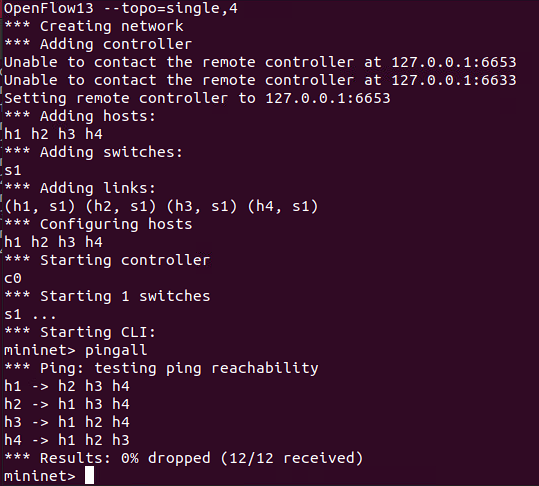 OpenFlow13 --topo=single,4
*** Creating network
*** Adding controller
Unable to contact the remote controller at 127.0.0.1:6653
Unable to contact the remote controller at 127.0.0.1:6633
Setting remote controller to 127.0.0.1:6653
*** Adding hosts:
h1 h2 h3 h4
*** Adding switches:
s1
*** Adding links:
(h1, s1) (h2, s1) (h3, s1) (h4, s1)
*** Configuring hosts
h1 h2 h3 h4
*** Starting controller
c0
*** Starting 1 switches
s1 ...
*** Starting CLI:
mininet> pingall
*** Ping: testing ping reachability
h1 -> h2 h3 h4
h2 -> h1 h3 h4
h3 -> h1 h2 h4
h4 -> h1 h2 h3
*** Results: 0% dropped (12/12 received)
mininet>